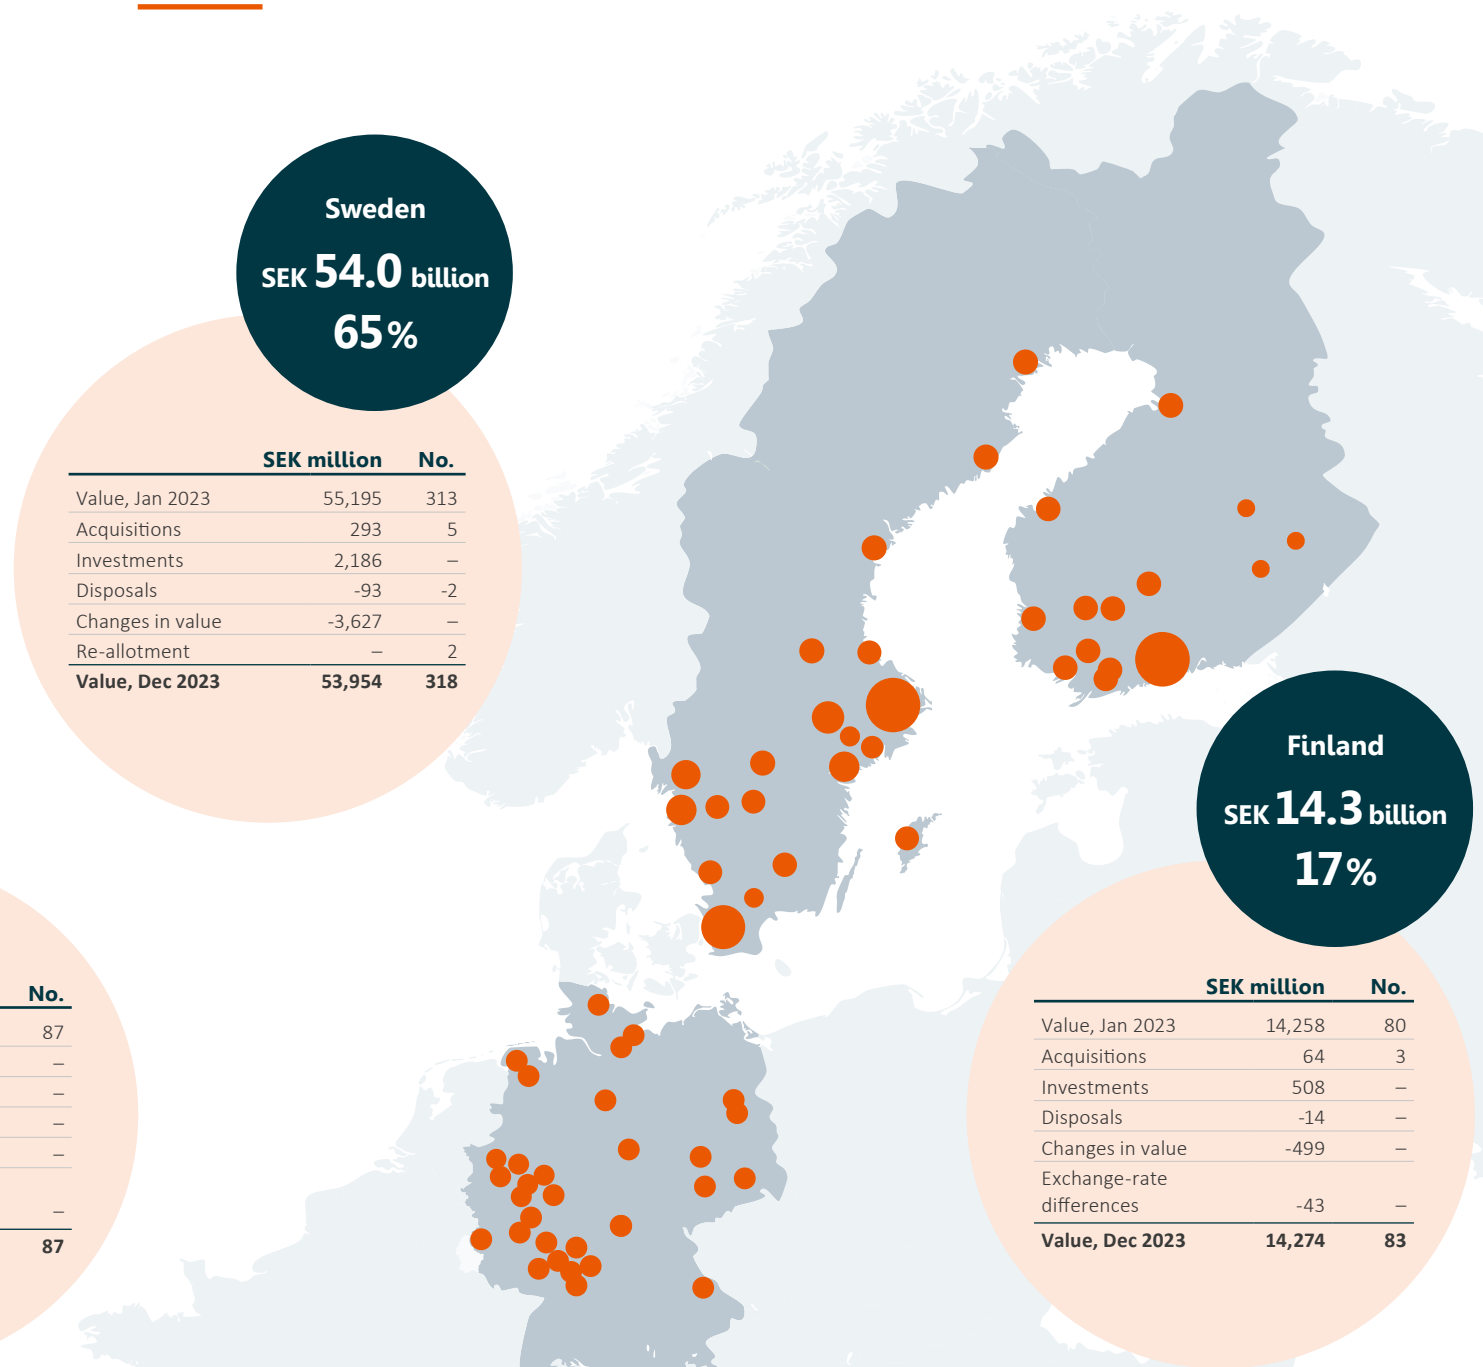 Sweden
SEK 54.0 billion
65%
SEK million No.
Value, Jan 2023 55,195 313
Acquisitions 293 5
Investments 2,186 –
Disposals -93 -2
Changes in value -3,627 –
Re-allotment – 2
Value, Dec 2023 53,954 318
Finland
SEK 14.3 billion
17%
SEK million No.
Value, Jan 2023 14,258 80
Acquisitions 64 3
Investments 508 –
Disposals -14 –
Changes in value -499 –
Exchange-rate
differences -43 –
Value, Dec 2023 14,274 83
No.
87
–
–
–
–
–
87